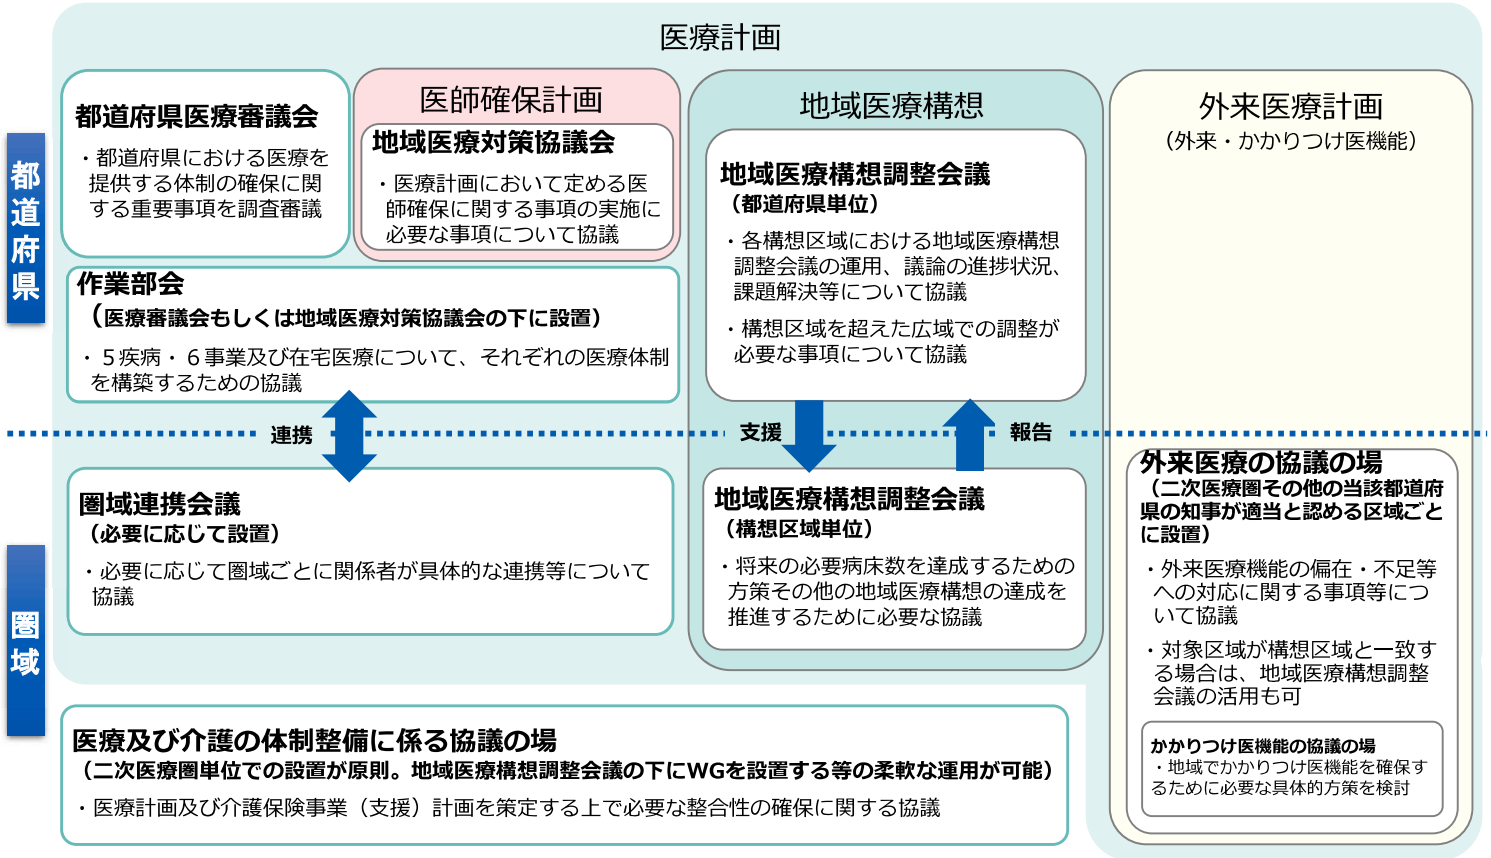 医療計画
都道府県
都道府県医療審議会
・都道府県における医療を
提供する体制の確保に関
する重要事項を調査審議
医師確保計画
地域医療対策協議会
・医療計画において定める医
師確保に関する事項の実施に
必要な事項について協議
作業部会
（医療審議会もしくは地域医療対策協議会の下に設置）
・５疾病・６事業及び在宅医療について、それぞれの医療体制
を構築するための協議
地域医療構想
地域医療構想調整会議
（都道府県単位）
・各構想区域における地域医療構想
調整会議の運用、議論の進捗状況、
課題解決等について協議
・構想区域を超えた広域での調整が
必要な事項について協議
外来医療計画
（外来・かかりつけ医機能）
連携
支援
報告
圏域
圏域連携会議
（必要に応じて設置）
・必要に応じて圏域ごとに関係者が具体的な連携等について
協議
地域医療構想調整会議
（構想区域単位）
・将来の必要病床数を達成するための
方策その他の地域医療構想の達成を
推進するために必要な協議
外来医療の協議の場
（二次医療圏その他の当該都道府
県の知事が適当と認める区域ごと
に設置）
・外来医療機能の偏在・不足等
への対応に関する事項等につ
いて協議
・対象区域が構想区域と一致す
る場合は、地域医療構想調整
会議の活用も可
かかりつけ医機能の協議の場
・地域でかかりつけ医機能を確保す
るために必要な具体的方策を検討
医療及び介護の体制整備に係る協議の場
（二次医療圏単位での設置が原則。地域医療構想調整会議の下にWGを設置する等の柔軟な運用が可能）
・医療計画及び介護保険事業（支援）計画を策定する上で必要な整合性の確保に関する協議